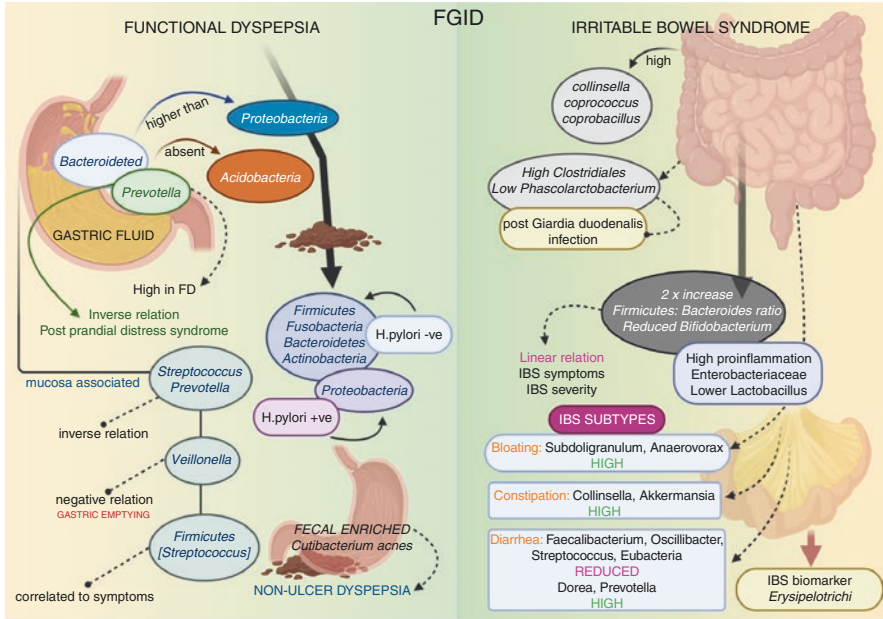 FGID
FUNCTIONAL DYSPEPSIA
higher than
Proteobacteria
Bacteroideted
absent
Acidobacteria
Prevotella
GASTRIC FLUID
High in FD
Inverse relation
Post prandial distress syndrome
Firmicutes
Fusobacteria
Bacteroidetes
Actinobacteria
H.pylori -ve
Proteobacteria
H.pylori +ve
mucosa associated
Streptococcus
Prevotella
inverse relation
Veillonella
negative relation
GASTRIC EMPTYING
Firmicutes
[Streptococcus]
correlated to symptoms
FECAL ENRICHED
Cutibacterium acnes
NON-ULCER DYSPEPSIA
IRRITABLE BOWEL SYNDROME
high
collinsella
coprococcus
coprobacillus
High Clostridiales
Low Phascolarctobacterium
post Giardia duodenalis
infection
2 x increase
Firmicutes: Bacteroides ratio
Reduced Bifidobacterium
High proinflammation
Enterobacteriaceae
Lower Lactobacillus
Linear relation
IBS symptoms
IBS severity
IBS SUBTYPES
Bloating: Subdoligranulum, Anaerovorax
HIGH
Constipation: Collinsella, Akkermansia
HIGH
Diarrhea: Faecalibacterium, Oscillibacter,
Streptococcus, Eubacteria
REDUCED
Dorea, Prevotella
HIGH
IBS biomarker
Erysipelotrichi